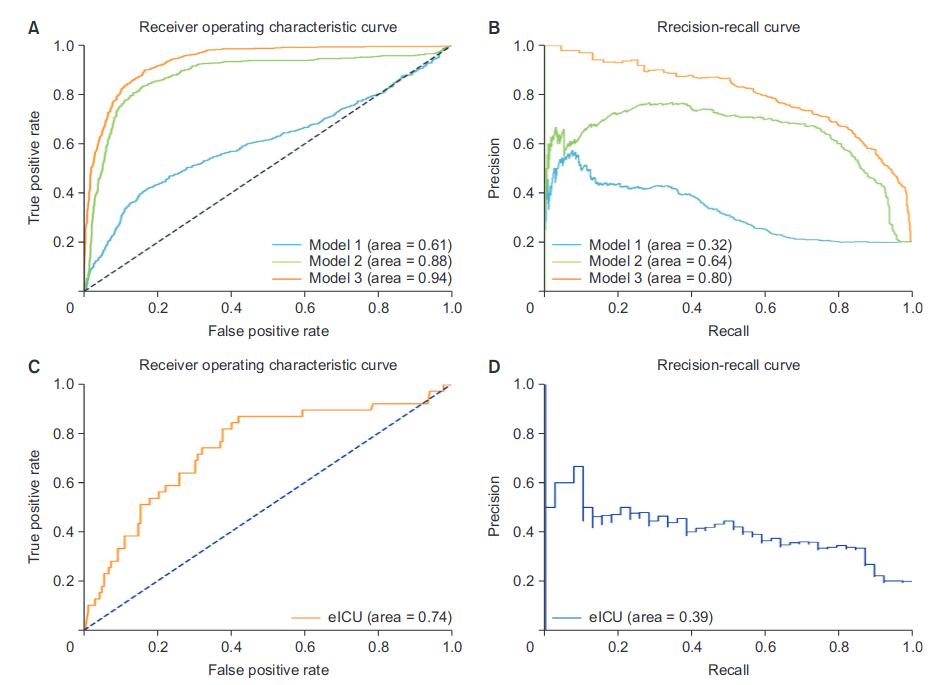 A
Receiver operating characteristic curve
True positive rate
1.0
0.8
0.6
0.4
0.2
0
0.2
0.4
0.6
0.8
1.0
False positive rate
Model 1 (area = 0.61)
Model 2 (area = 0.88)
Model 3 (area = 0.94)
B
Rrecision-recall curve
Precision
1.0
0.8
0.6
0.4
0.2
0
0.2
0.4
0.6
0.8
1.0
Recall
Model 1 (area = 0.32)
Model 2 (area = 0.64)
Model 3 (area = 0.80)
C
Receiver operating characteristic curve
True positive rate
1.0
0.8
0.6
0.4
0.2
0
0.2
0.4
0.6
0.8
1.0
False positive rate
eICU (area = 0.74)
D
Rrecision-recall curve
Precision
1.0
0.8
0.6
0.4
0.2
0
0.2
0.4
0.6
0.8
1.0
Recall
eICU (area = 0.39)